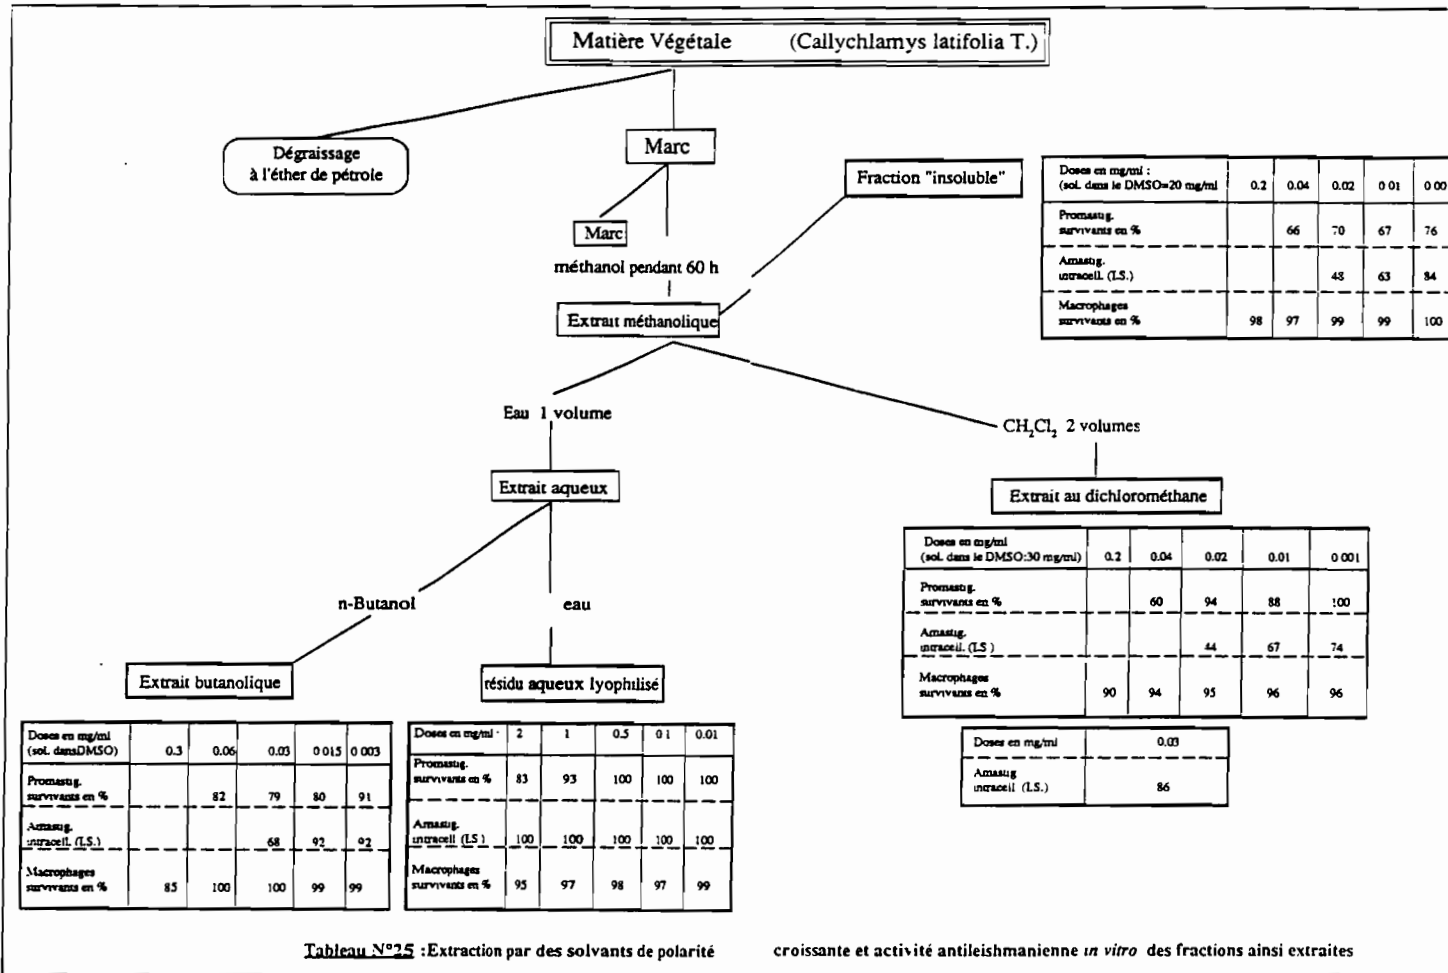 Matière Végétale (Callychlamys latifolia T.)
Dégraissage
à l'éther de pétrole
Marc
Marc
méthanol pendant 60 h
Fraction "insoluble"
Extrait méthanolique
Doses en mg/ml :
(sol. dans le DMSO=20 mg/ml 0.2 0.04 0.02 0 01 0 00
Promastig.
survivants en % 66 70 67 76
Amastig.
intracell. (I.S.) 48 63 84
Macrophages
survivants en % 98 97 99 99 100
Eau 1 volume
CH₂Cl₂ 2 volumes
Extrait aqueux
Extrait au dichlorométhane
Doses en mg/ml
(sol. dans le DMSO:30 mg/ml) 0.2 0.04 0.02 0.01 0 001
Promastig.
survivants en % 60 94 88 100
Amastig.
intracell. (I.S ) 44 67 74
Macrophages
survivants en % 90 94 95 96 96
Doses en mg/ml 0.03
Amastig
intracell (I.S.) 86
n-Butanol
eau
Extrait butanolique
résidu aqueux lyophilisé
Doses en mg/ml
(sol. dansDMSO) 0.3 0.06 0.03 0 015 0 003
Promastig.
survivants en % 82 79 80 91
Amastig.
intracell. (I.S.) 68 92 92
Macrophages
survivants en % 85 100 100 99 99
Doses en mg/ml · 2 1 0.5 0 1 0.01
Promastig.
survivants en % 83 93 100 100 100
Amastig.
intracell (I.S ) 100 100 100 100 100
Macrophages
survivants en % 95 97 98 97 99
Tableau N°25 : Extraction par des solvants de polarité croissante et activité antileishmanienne in vitro des fractions ainsi extraites